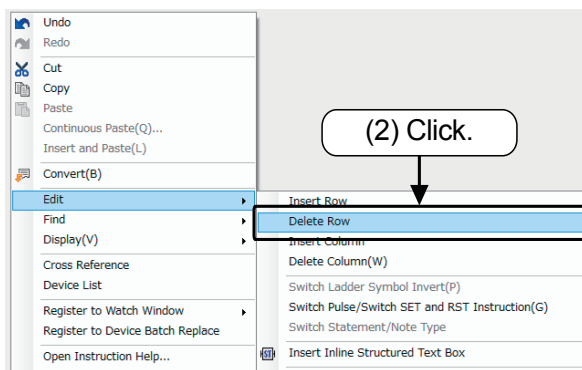 Undo
Redo
Cut
Copy
Paste
Continuous Paste(Q)...
Insert and Paste(L)
Convert(B)
Edit
Find
Display(V)
Cross Reference
Device List
Register to Watch Window
Register to Device Batch Replace
Open Instruction Help...
(2) Click.
Insert Row
Delete Row
Insert Column
Delete Column(W)
Switch Ladder Symbol Invert(P)
Switch Pulse/Switch SET and RST Instruction(G)
Switch Statement/Note Type
ST
Insert Inline Structured Text Box